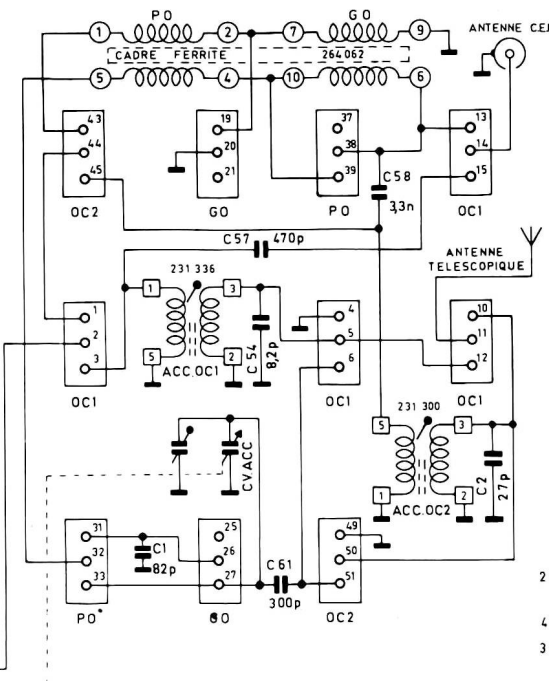 PO GO
ANTENNE CEJ
1 2 7 9
CADRE FERRITE 264062
5 4 10 6
43 19 37 13
44 20 38 14
45 21 39 15
C58
3,3n
OC2 GO PO OC1
C57 470p
ANTENNE
TELESCOPIQUE
231 336
1 3
1 4 10
2 5 11
3 6 12
C54
8,2p
5 2
ACC.OC1
OC1 OC1 OC1
231 300
5 3
CV.ACC
C2
27p
1 2
ACC.OC2
31 25 49
32 26 50
33 27 51
C1
82p
C61
300p
PO GO OC2
2
4
3